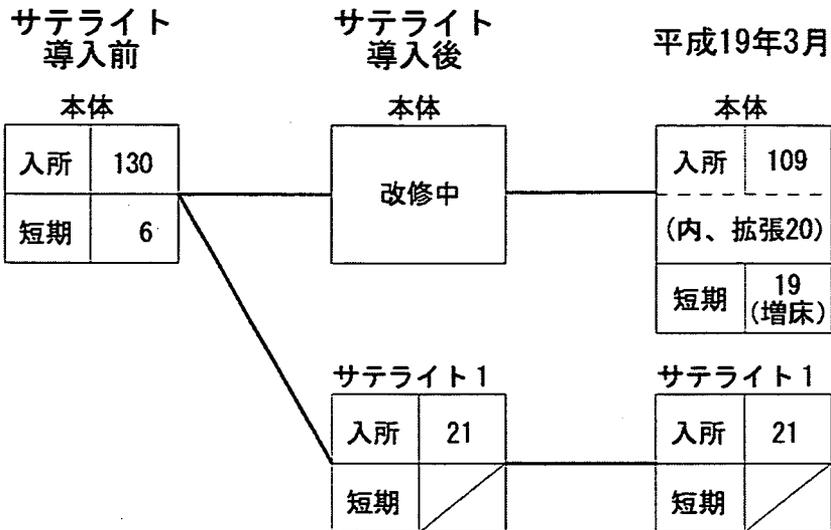 サテライト
導入前
本体
入所 130
短期 6
サテライト
導入後
本体
改修中
サテライト1
入所 21
短期
平成19年3月
本体
入所 109
(内、拡張20)
短期 19
(増床)
サテライト1
入所 21
短期